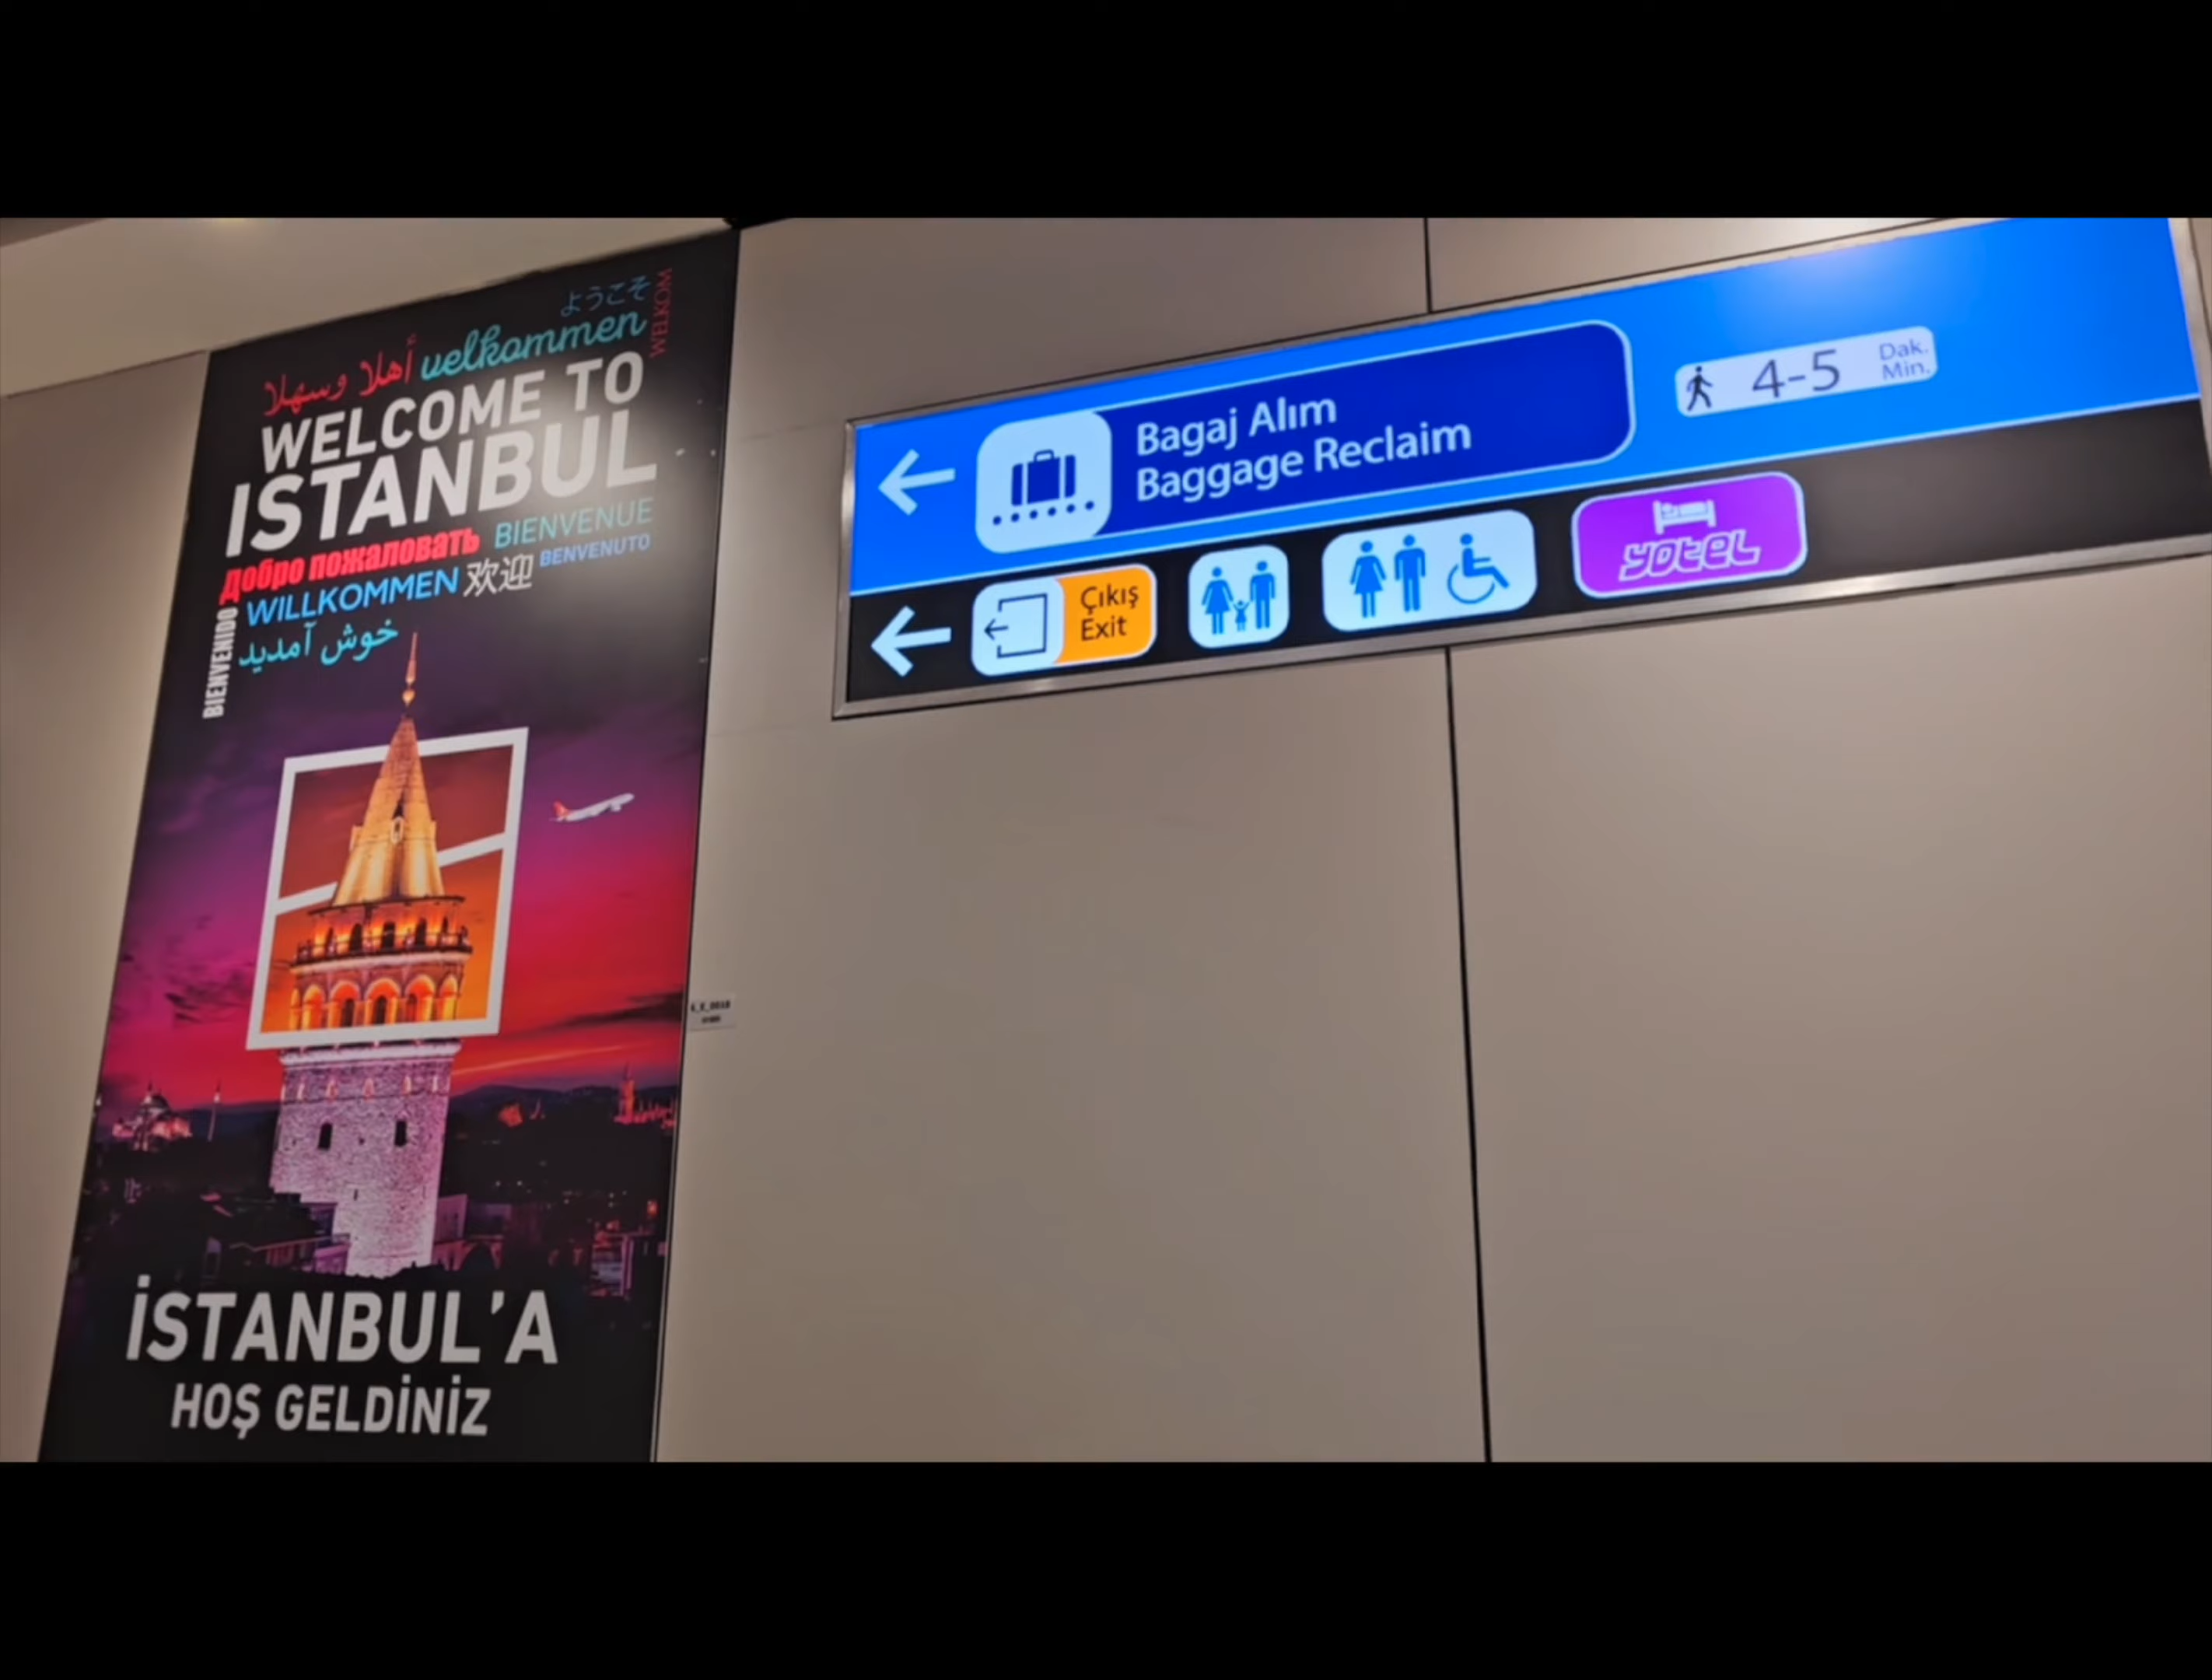 ようこそ
WELKOM
أهلا وسهلا velkommen
WELCOME TO
ISTANBUL
Добро пожаловать BIENVENUE
WILLKOMMEN 欢迎 BENVENUTO
BIENVENIDO
خوش آمدید
İSTANBUL'A
HOŞ GELDİNİZ
Bagaj Alım
Baggage Reclaim
4-5 Dak.
Min.
Çıkış
Exit
YOTEL